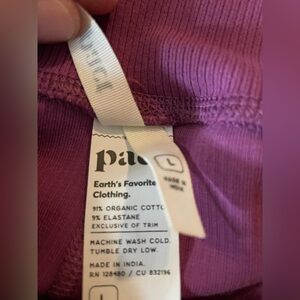 pac
L
MADE IN
INDIA
Earth's Favorite
Clothing.
91% ORGANIC COTTO
9% ELASTANE
EXCLUSIVE OF TRIM
MACHINE WASH COLD.
TUMBLE DRY LOW.
MADE IN INDIA.
RN 128480 / CU 832196
L